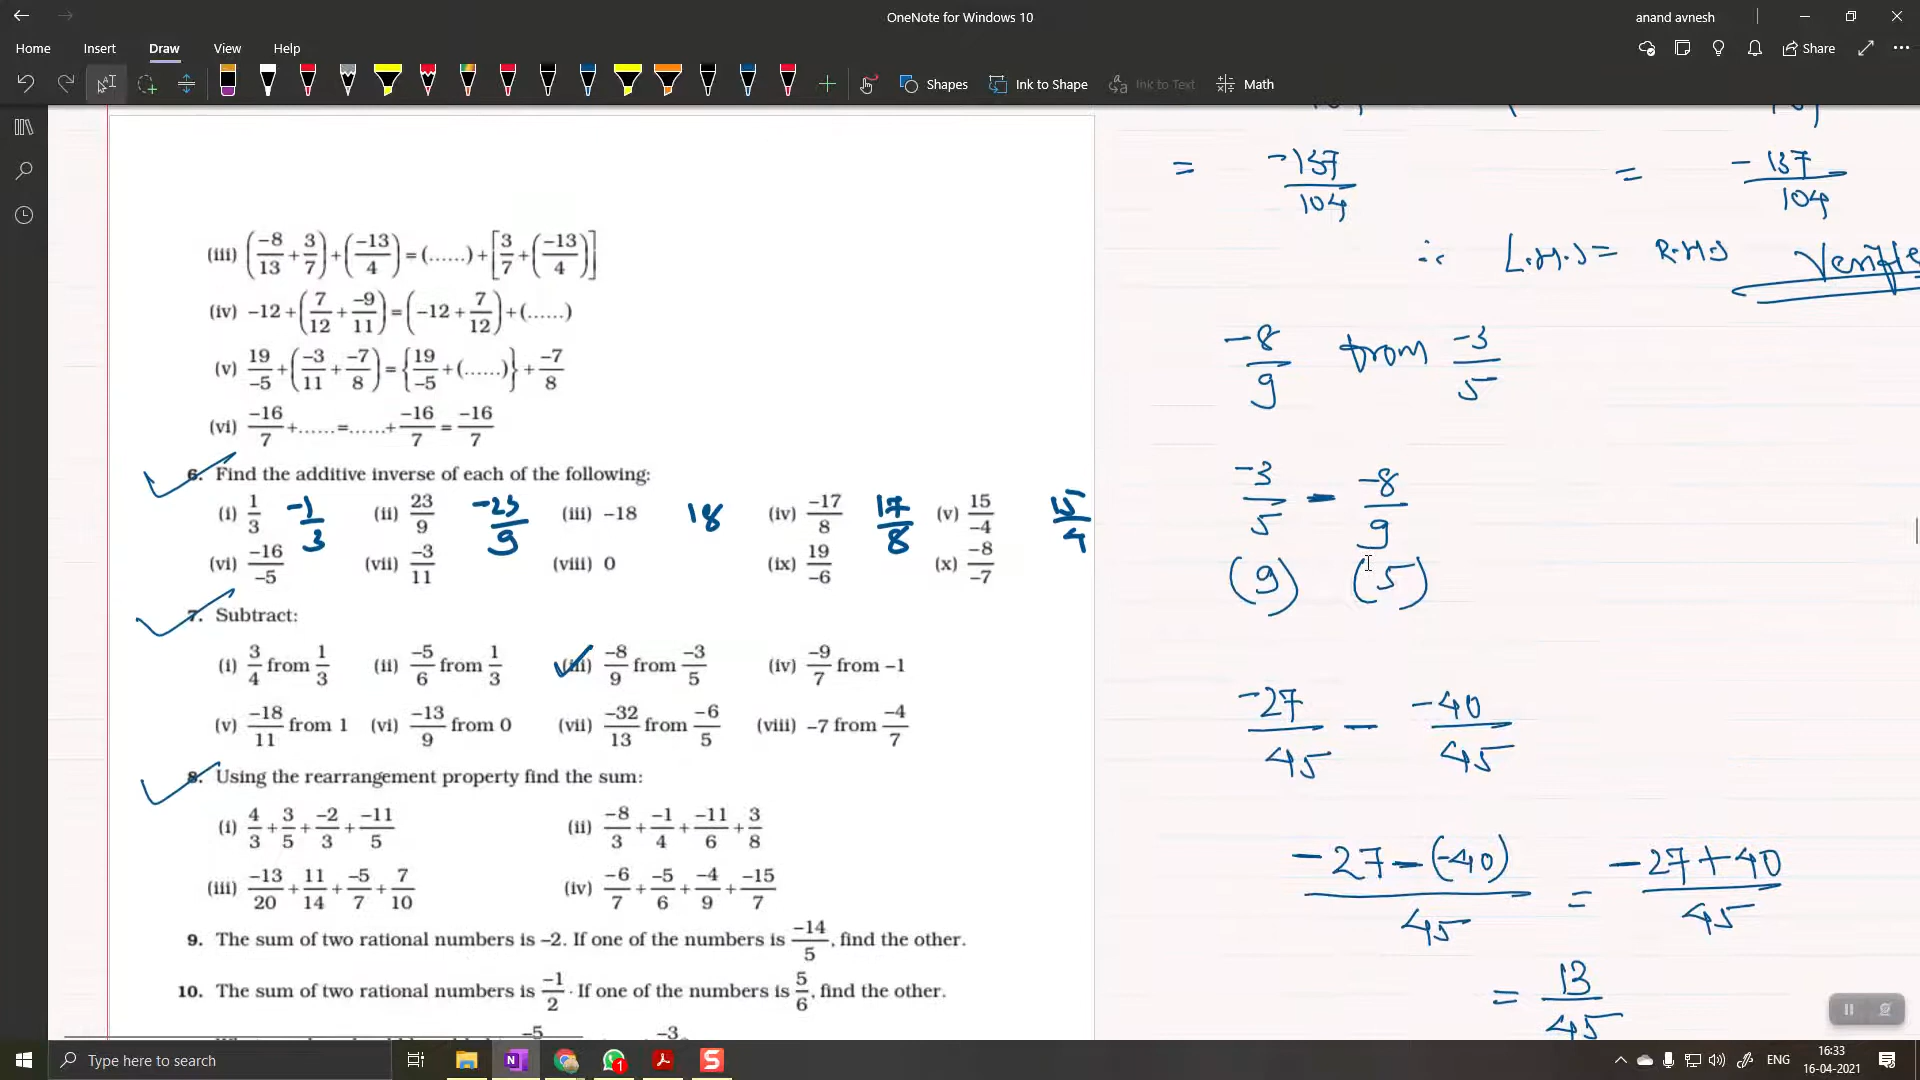 OneNote for Windows 10
anand avnesh
Home Insert Draw View Help
Share
Shapes Ink to Shape Ink to Text Math
(iii) (-8/13 + 3/7) + (-13/4) = (......) + [3/7 + (-13/4)]
(iv) -12 + (7/12 + -9/11) = (-12 + 7/12) + (......)
(v) 19/-5 + (-3/11 + -7/8) = {19/-5 + (......)} + -7/8
(vi) -16/7 + ...... = ...... + -16/7 = -16/7
6. Find the additive inverse of each of the following:
(i) 1/3 -1/3 (ii) 23/9 -23/9 (iii) -18 18 (iv) -17/8 17/8 (v) 15/-4 15/4
(vi) -16/-5 (vii) -3/11 (viii) 0 (ix) 19/-6 (x) -8/-7
7. Subtract:
(i) 3/4 from 1/3 (ii) -5/6 from 1/3 (iii) -8/9 from -3/5 (iv) -9/7 from -1
(v) -18/11 from 1 (vi) -13/9 from 0 (vii) -32/13 from -6/5 (viii) -7 from -4/7
8. Using the rearrangement property find the sum:
(i) 4/3 + 3/5 + -2/3 + -11/5 (ii) -8/3 + -1/4 + -11/6 + 3/8
(iii) -13/20 + 11/14 + -5/7 + 7/10 (iv) -6/7 + -5/6 + -4/9 + -15/7
9. The sum of two rational numbers is -2. If one of the numbers is -14/5, find the other.
10. The sum of two rational numbers is -1/2. If one of the numbers is 5/6, find the other.
-5 -3
= -137/104 = -137/104
∴ L.H.S = R.H.S
-8/9 from -3/5
-3/5 - -8/9
(9) (5)
-27/45 - -40/45
-27-(-40)/45 = -27+40/45
= 13/45
Type here to search
1
ENG
16:33
16-04-2021